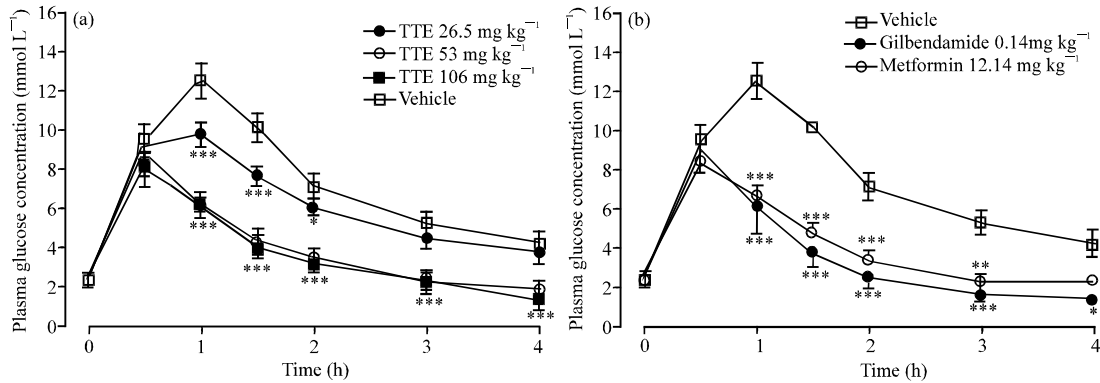 (a)
Plasma glucose concentration (mmol L⁻¹)
16
14
12
10
8
6
4
2
0
TTE 26.5 mg kg⁻¹
TTE 53 mg kg⁻¹
TTE 106 mg kg⁻¹
Vehicle
***
***
*
***
***
***
***
***
0 1 2 3 4
Time (h)
(b)
Plasma glucose concentration (mmol L⁻¹)
16
14
12
10
8
6
4
2
0
Vehicle
Gilbendamide 0.14mg kg⁻¹
Metformin 12.14 mg kg⁻¹
***
***
***
**
***
***
***
***
*
0 1 2 3 4
Time (h)